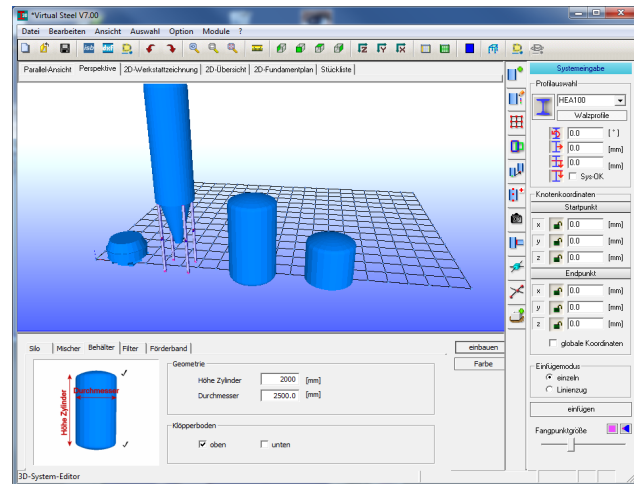 *Virtual Steel V7.00
Datei Bearbeiten Ansicht Auswahl Option Module ?
isb dxf
Parallel-Ansicht Perspektive 2D-Werkstattzeichnung 2D-Übersicht 2D-Fundamentplan Stückliste
Systemeingabe
Profilauswahl
HEA100
Walzprofile
0.0 [°]
0.0 [mm]
0.0 [mm]
Sys-OK
Knotenkoordinaten
Startpunkt
x 0.0 [mm]
y 0.0 [mm]
z 0.0 [mm]
Endpunkt
x 0.0 [mm]
y 0.0 [mm]
z 0.0 [mm]
globale Koordinaten
Einfügemodus
einzeln
Linienzug
einfügen
Fangpunktgröße
Silo Mischer Behälter Filter Förderband
einbauen
Farbe
Höhe Zylinder
Durchmesser
Geometrie
Höhe Zylinder 2000 [mm]
Durchmesser 2500.0 [mm]
Klöpperboden
oben unten
3D-System-Editor